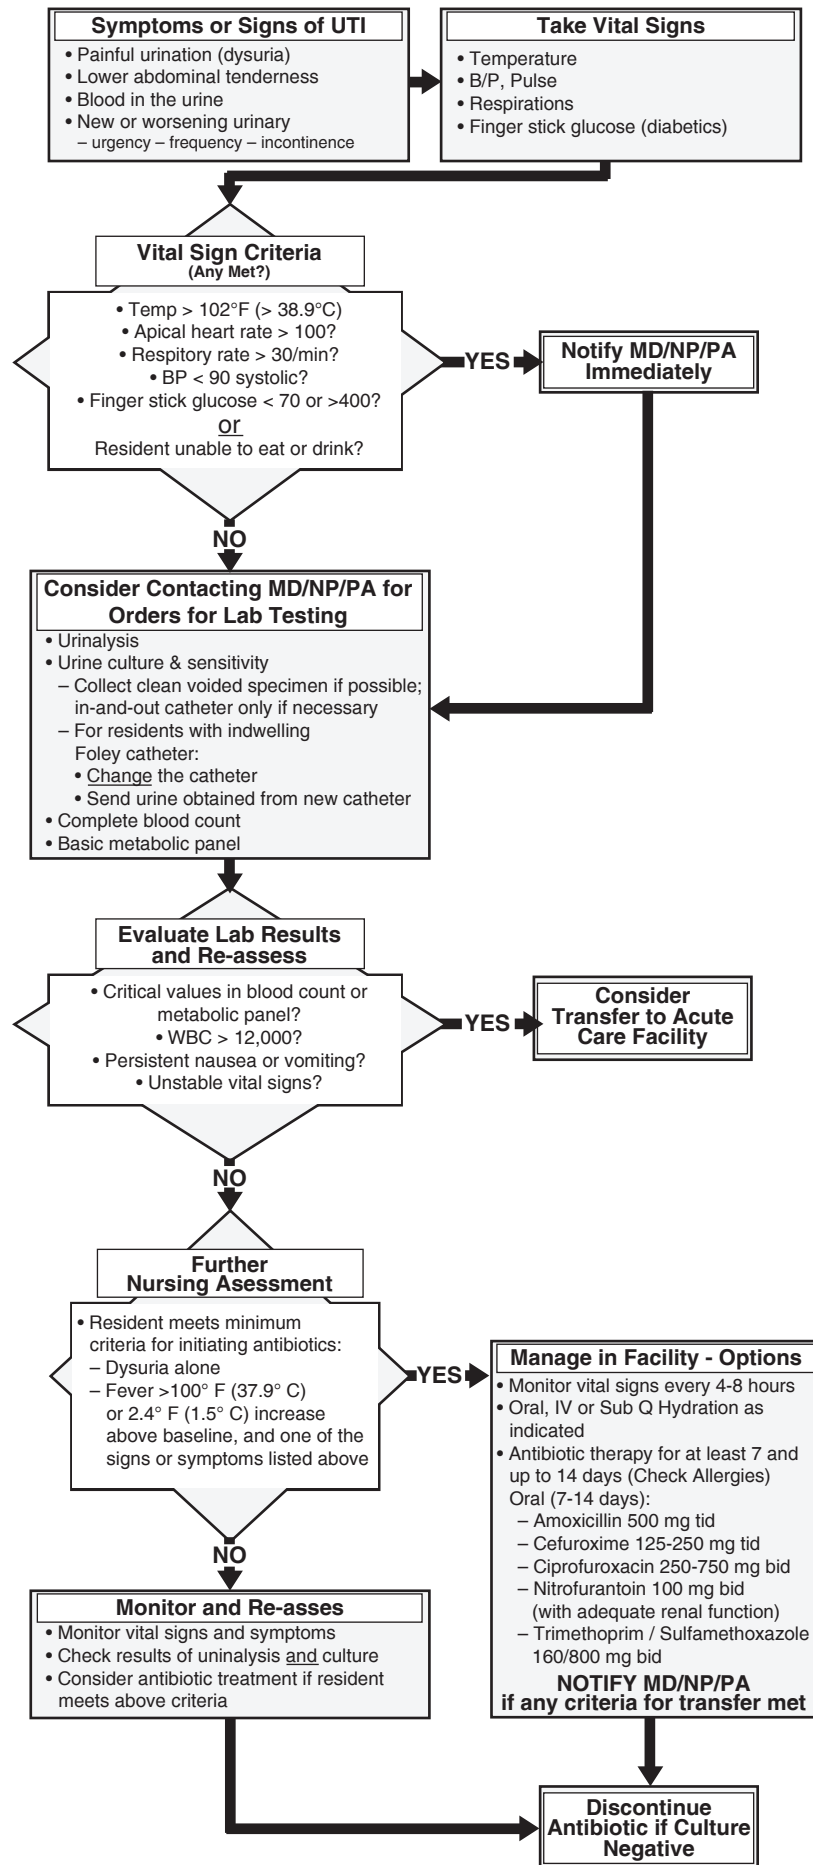 Symptoms or Signs of UTI
• Painful urination (dysuria)
• Lower abdominal tenderness
• Blood in the urine
• New or worsening urinary
– urgency – frequency – incontinence
Take Vital Signs
• Temperature
• B/P, Pulse
• Respirations
• Finger stick glucose (diabetics)
Vital Sign Criteria
(Any Met?)
• Temp > 102°F (> 38.9°C)
• Apical heart rate > 100?
• Respitory rate > 30/min?
• BP < 90 systolic?
• Finger stick glucose < 70 or >400?
or
Resident unable to eat or drink?
YES
Notify MD/NP/PA
Immediately
NO
Consider Contacting MD/NP/PA for
Orders for Lab Testing
• Urinalysis
• Urine culture & sensitivity
– Collect clean voided specimen if possible;
in-and-out catheter only if necessary
– For residents with indwelling
Foley catheter:
• Change the catheter
• Send urine obtained from new catheter
• Complete blood count
• Basic metabolic panel
Evaluate Lab Results
and Re-assess
• Critical values in blood count or
metabolic panel?
• WBC > 12,000?
• Persistent nausea or vomiting?
• Unstable vital signs?
YES
Consider
Transfer to Acute
Care Facility
NO
Further
Nursing Asessment
• Resident meets minimum
criteria for initiating antibiotics:
– Dysuria alone
– Fever >100° F (37.9° C)
or 2.4° F (1.5° C) increase
above baseline, and one of the
signs or symptoms listed above
YES
Manage in Facility - Options
• Monitor vital signs every 4-8 hours
• Oral, IV or Sub Q Hydration as
indicated
• Antibiotic therapy for at least 7 and
up to 14 days (Check Allergies)
Oral (7-14 days):
– Amoxicillin 500 mg tid
– Cefuroxime 125-250 mg tid
– Ciprofuroxacin 250-750 mg bid
– Nitrofurantoin 100 mg bid
(with adequate renal function)
– Trimethoprim / Sulfamethoxazole
160/800 mg bid
NOTIFY MD/NP/PA
if any criteria for transfer met
NO
Monitor and Re-asses
• Monitor vital signs and symptoms
• Check results of uninalysis and culture
• Consider antibiotic treatment if resident
meets above criteria
Discontinue
Antibiotic if Culture
Negative